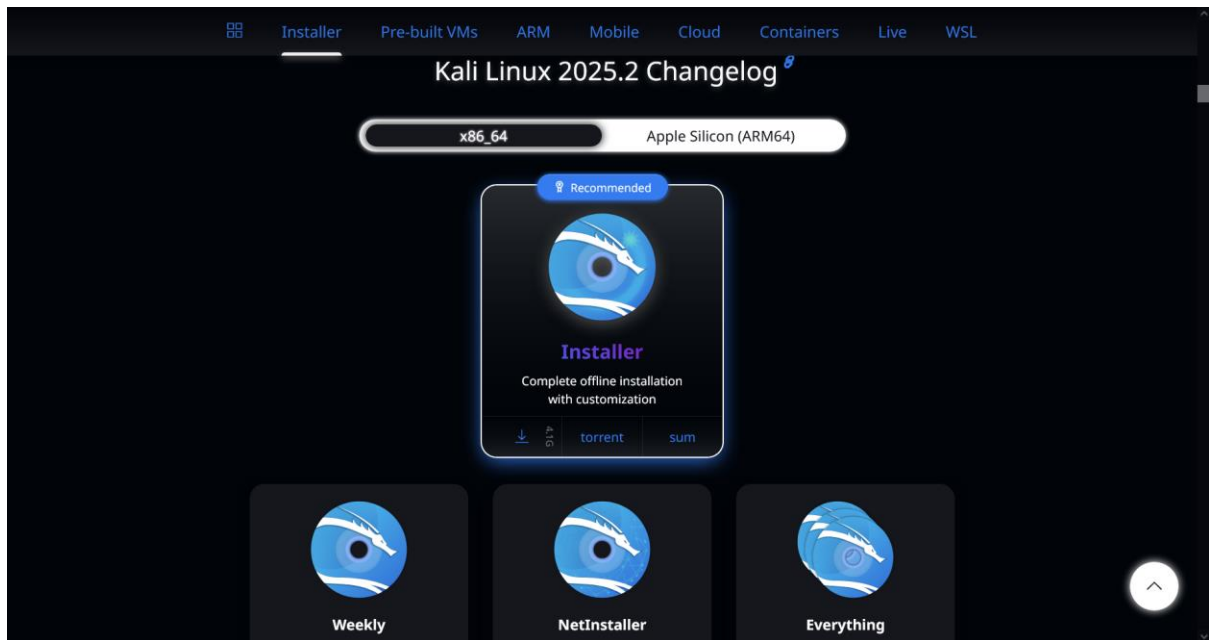 Installer Pre-built VMs ARM Mobile Cloud Containers Live WSL
Kali Linux 2025.2 Changelog
x86_64 Apple Silicon (ARM64)
Recommended
Installer
Complete offline installation
with customization
4.1G torrent sum
Weekly NetInstaller Everything